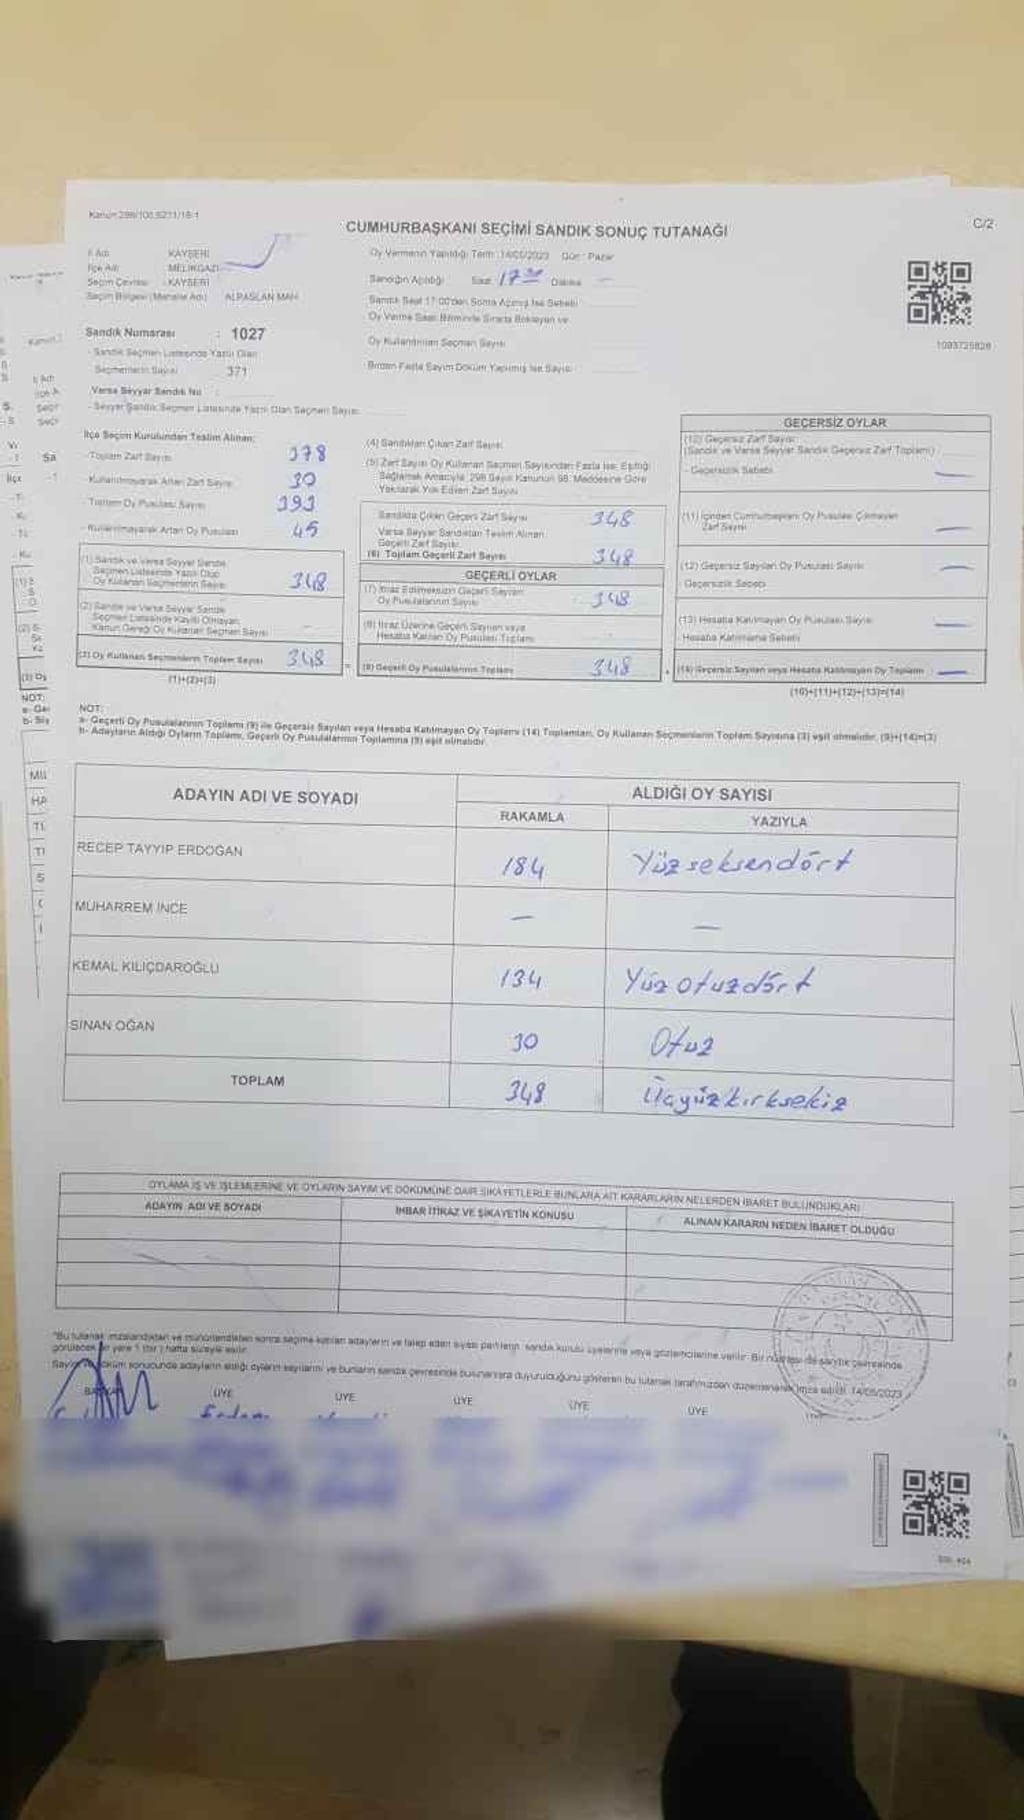 Kanun:298/105,6271/18-1
C/2
CUMHURBAŞKANI SEÇİMİ SANDIK SONUÇ TUTANAĞI
İl Adı KAYSERİ
İlçe Adı MELİKGAZİ
Seçim Çevresi : KAYSERİ
Seçim Bölgesi (Mahalle Adı) ALPASLAN MAH
Sandık Numarası : 1027
- Sandık Seçmen Listesinde Yazılı Olan
Seçmenlerin Sayısı 371
Varsa Seyyar Sandık No
- Seyyar Sandık Seçmen Listesinde Yazılı Olan Seçmen Sayısı
Oy Vermenin Yapıldığı Tarih : 14/05/2023 Gün : Pazar
Sandığın Açıldığı Saat 17 Dakika —
Sandık Saat 17:00'den Sonra Açılmış İse Sebebi
Oy Verme Saati Bitiminde Sırada Bekleyen ve
Oy Kullandırılan Seçmen Sayısı
Birden Fazla Sayım Döküm Yapılmış İse Sayısı
İlçe Seçim Kurulundan Teslim Alınan:
- Toplam Zarf Sayısı 378
- Kullanılmayarak Artan Zarf Sayısı 30
- Toplam Oy Pusulası Sayısı 393
- Kullanılmayarak Artan Oy Pusulası 45
(1) Sandık ve Varsa Seyyar Sandık
Seçmen Listesinde Yazılı Olup
Oy Kullanan Seçmenlerin Sayısı 348
(2) Sandık ve Varsa Seyyar Sandık
Seçmen Listesinde Kayıtlı Olmayan,
Kanun Gereği Oy Kullanan Seçmen Sayısı
(3) Oy Kullanan Seçmenlerin Toplam Sayısı 348
(1)+(2)=(3)
(4) Sandıktan Çıkan Zarf Sayısı
(5) Zarf Sayısı Oy Kullanan Seçmen Sayısından Fazla İse, Eşitliği
Sağlamak Amacıyla, 298 Sayılı Kanunun 98. Maddesine Göre
Yakılarak Yok Edilen Zarf Sayısı
Sandıkta Çıkan Geçerli Zarf Sayısı 348
Varsa Seyyar Sandıktan Teslim Alınan
Geçerli Zarf Sayısı
(6) Toplam Geçerli Zarf Sayısı 348
GEÇERLİ OYLAR
(7) İtiraz Edilmeksizin Geçerli Sayılan
Oy Pusulalarının Sayısı 348
(8) İtiraz Üzerine Geçerli Sayılan veya
Hesaba Katılan Oy Pusulası Toplamı
(9) Geçerli Oy Pusulalarının Toplamı 348
GEÇERSİZ OYLAR
(10) Geçersiz Zarf Sayısı
(Sandık ve Varsa Seyyar Sandık Geçersiz Zarf Toplamı)
- Geçersizlik Sebebi —
(11) İçinden Cumhurbaşkanı Oy Pusulası Çıkmayan
Zarf Sayısı —
(12) Geçersiz Sayılan Oy Pusulası Sayısı —
Geçersizlik Sebebi
(13) Hesaba Katılmayan Oy Pusulası Sayısı —
- Hesaba Katılmama Sebebi
(14) Geçersiz Sayılan veya Hesaba Katılmayan Oy Toplamı —
(10)+(11)+(12)+(13)=(14)
NOT:
a- Geçerli Oy Pusulalarının Toplamı (9) ile Geçersiz Sayılan veya Hesaba Katılmayan Oy Toplamı (14) Toplamları, Oy Kullanan Seçmenlerin Toplam Sayısına (3) eşit olmalıdır. (9)+(14)=(3)
b- Adayların Aldığı Oyların Toplamı, Geçerli Oy Pusulalarının Toplamına (9) eşit olmalıdır.
ADAYIN ADI VE SOYADI
ALDIĞI OY SAYISI
RAKAMLA YAZIYLA
RECEP TAYYİP ERDOĞAN 184 Yüzseksendört
MUHARREM İNCE — —
KEMAL KILIÇDAROĞLU 134 Yüz otuzdört
SİNAN OĞAN 30 Otuz
TOPLAM 348 Üçyüzkırksekiz
OYLAMA İŞ VE İŞLEMLERİNE VE OYLARIN SAYIM VE DÖKÜMÜNE DAİR ŞİKAYETLERLE BUNLARA AİT KARARLARIN NELERDEN İBARET BULUNDUKLARI
ADAYIN ADI VE SOYADI
İHBAR İTİRAZ VE ŞİKAYETİN KONUSU
ALINAN KARARIN NEDEN İBARET OLDUĞU
*Bu tutanak imzalandıktan ve mühürlendikten sonra seçime katılan adayların ve talep eden siyasi partilerin sandık kurulu üyelerine veya gözlemcilerine verilir. Bir nüshası da sandık çevresinde
görülecek bir yere 1 (bir) hafta süreyle asılır.
Sayım döküm sonucunda adayların aldığı oyların sayılarını ve bunların sandık çevresinde bulunanlara duyurulduğunu gösteren bu tutanak tarafımızdan düzenlenerek imza edildi. 14/05/2023
ÜYE ÜYE ÜYE ÜYE ÜYE